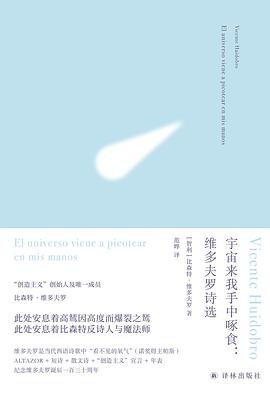 Vicente Huidobro
El universo viene a picotear
en mis manos
El universo viene a picotear
en mis manos
Vicente Huidobro
宇宙来我手中啄食：
维多夫罗诗选
[智利]比森特·维多夫罗 著
范晔 译
“创造主义”创始人及唯一成员
比森特·维多夫罗
此处安息着高鹜因高度而爆裂之鹜
此处安息着比森特反诗人与魔法师
维多夫罗是当代西语诗歌中“看不见的氧气”（诺奖得主帕斯）
ALTAZOR + 短诗 + 散文诗 + “创造主义”宣言 + 年表
纪念维多夫罗诞辰一百三十周年
译林出版社